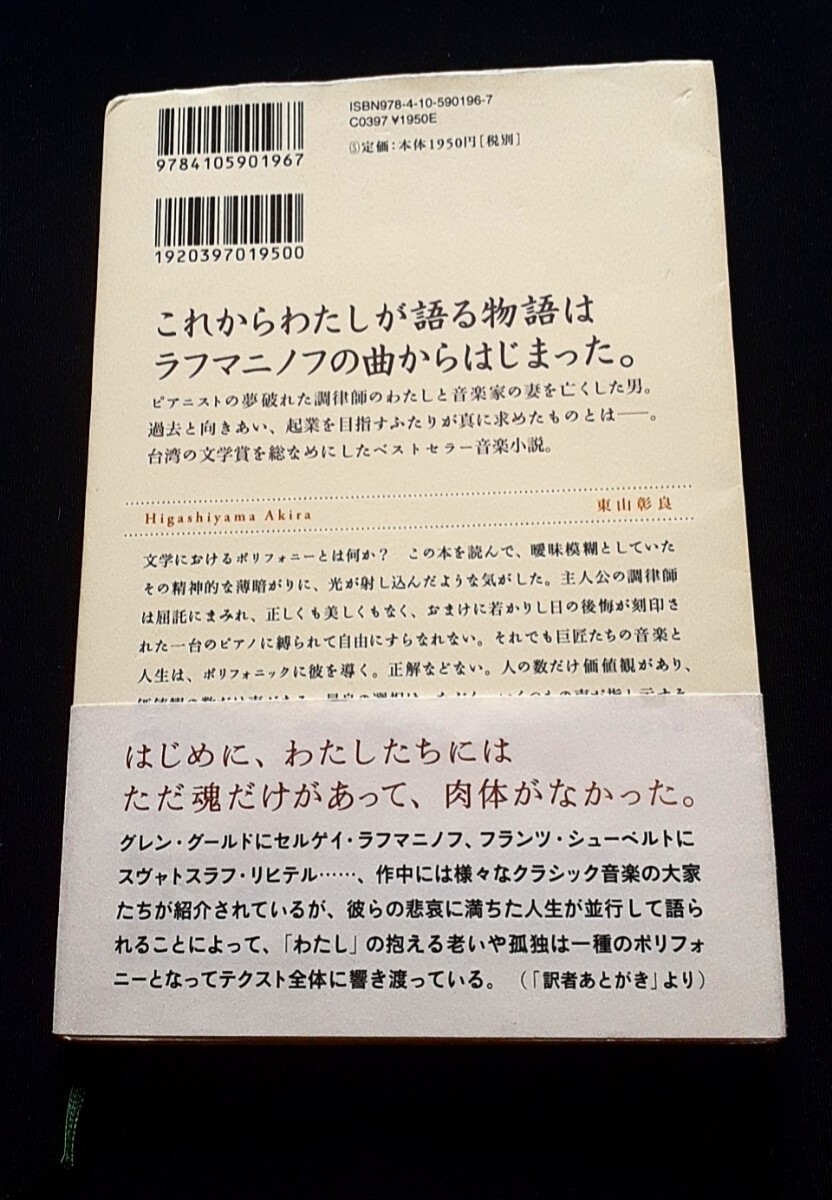 ISBN978-4-10-590196-7
C0397 ¥1950E
Ⓢ定価：本体1950円［税別］
9784105901967
1920397019500
これからわたしが語る物語は
ラフマニノフの曲からはじまった。
ピアニストの夢破れた調律師のわたしと音楽家の妻を亡くした男。
過去と向きあい、起業を目指すふたりが真に求めたものとは――。
台湾の文学賞を総なめにしたベストセラー音楽小説。
Higashiyama Akira
東山彰良
文学におけるポリフォニーとは何か？　この本を読んで、曖昧模糊としていた
その精神的な薄暗がりに、光が射し込んだような気がした。主人公の調律師
は屈託にまみれ、正しくも美しくもなく、おまけに若かりし日の後悔が刻印さ
れた一台のピアノに縛られて自由にすらなれない。それでも巨匠たちの音楽と
人生は、ポリフォニックに彼を導く。正解などない。人の数だけ価値観があり、
はじめに、わたしたちには
ただ魂だけがあって、肉体がなかった。
グレン・グールドにセルゲイ・ラフマニノフ、フランツ・シューベルトに
スヴャトスラフ・リヒテル……、作中には様々なクラシック音楽の大家
たちが紹介されているが、彼らの悲哀に満ちた人生が並行して語ら
れることによって、「わたし」の抱える老いや孤独は一種のポリフォ
ニーとなってテクスト全体に響き渡っている。（「訳者あとがき」より）